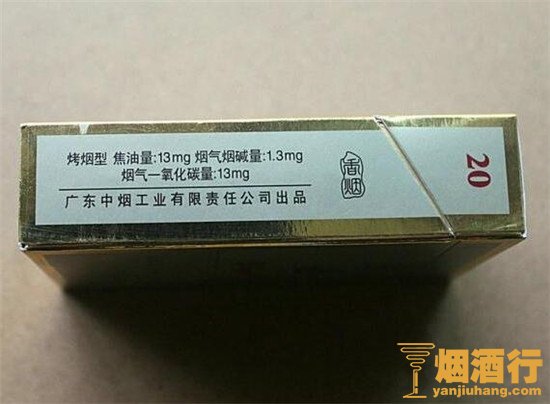 烤烟型 焦油量:13mg 烟气烟碱量:1.3mg
烟气一氧化碳量:13mg
广东中烟工业有限责任公司出品
香烟
20
烟酒行
yanjiuhang.com